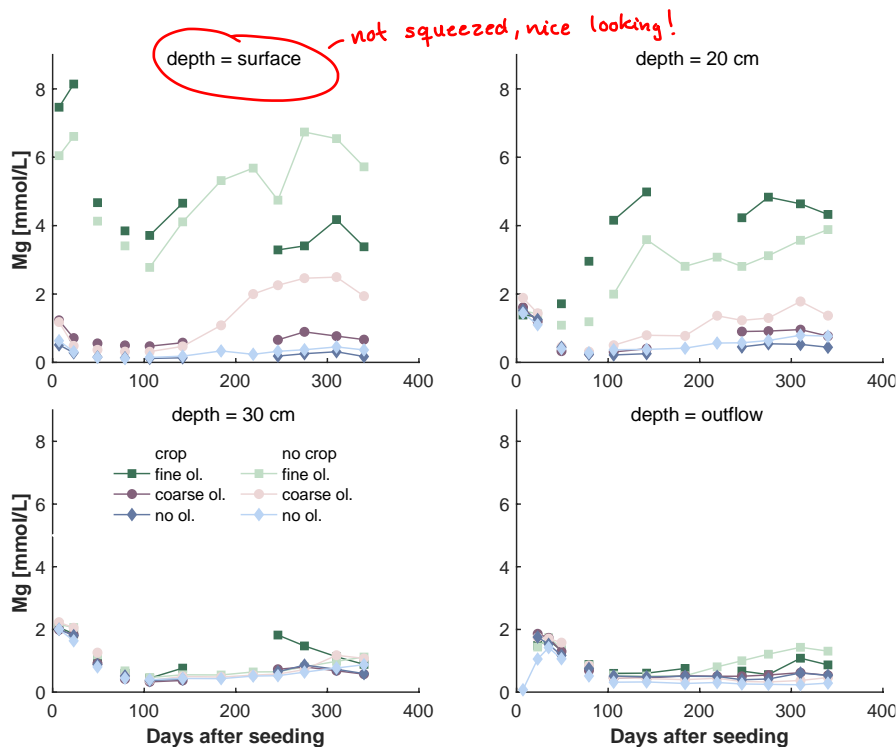 not squeezed, nice looking!
depth = surface
depth = 20 cm
8
6
4
2
0
Mg [mmol/L]
0 100 200 300 400
8
6
4
2
0
0 100 200 300 400
depth = 30 cm
depth = outflow
crop no crop
fine ol. fine ol.
coarse ol. coarse ol.
no ol. no ol.
8
6
4
2
0
Mg [mmol/L]
0 100 200 300 400
Days after seeding
8
6
4
2
0
0 100 200 300 400
Days after seeding